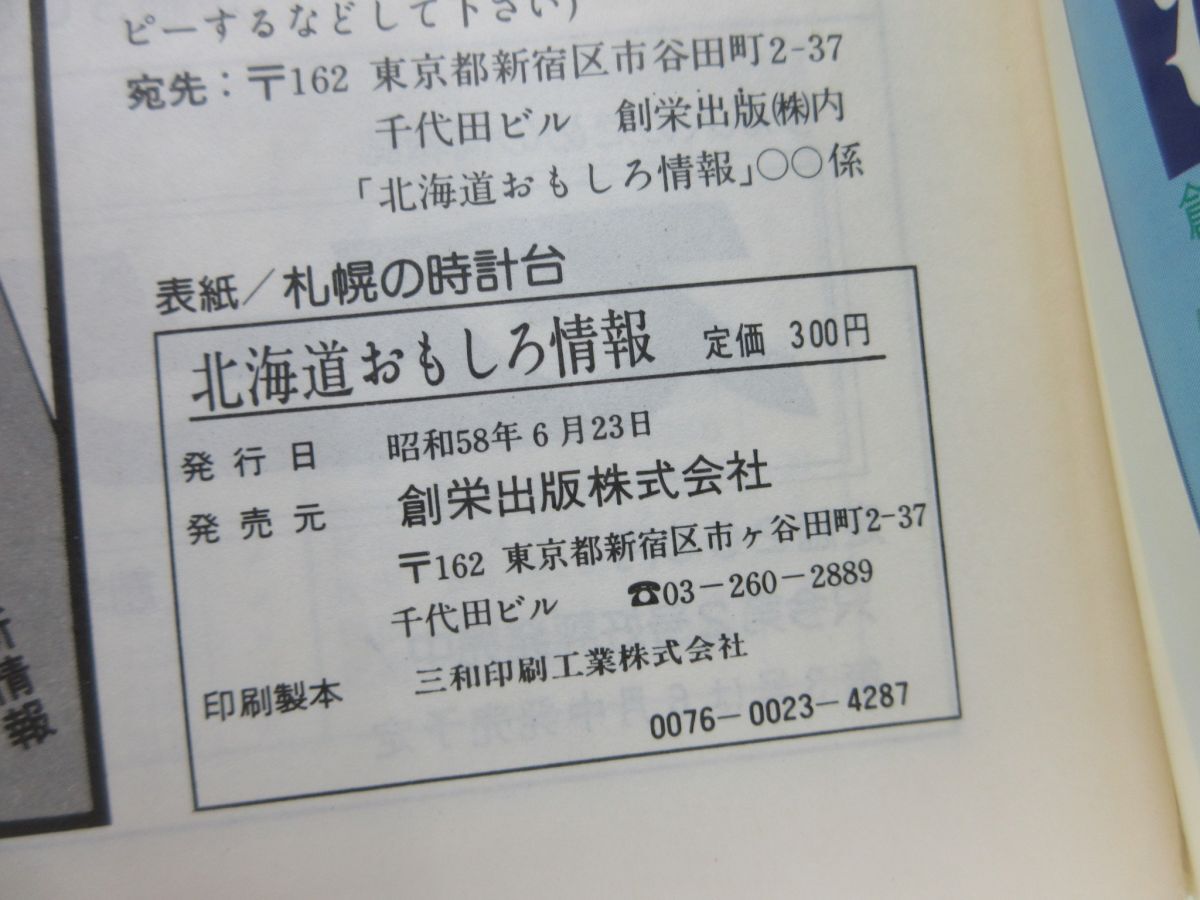 ピーするなどして下さい)
宛先：〒162 東京都新宿区市谷田町2-37
千代田ビル 創栄出版㈱内
「北海道おもしろ情報」〇〇係
表紙/札幌の時計台
北海道おもしろ情報 定価 300円
発行日 昭和58年6月23日
発売元 創栄出版株式会社
〒162 東京都新宿区市ヶ谷田町2-37
千代田ビル ☎03-260-2889
印刷製本 三和印刷工業株式会社
0076-0023-4287
情報